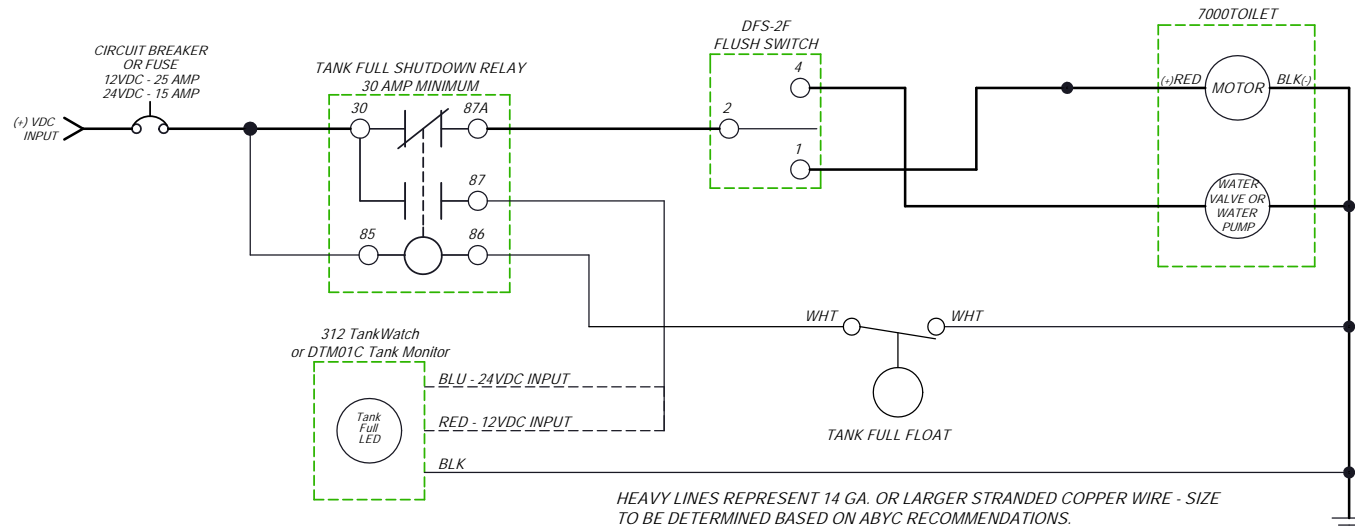 7000TOILET
DFS-2F
FLUSH SWITCH
CIRCUIT BREAKER
OR FUSE
12VDC - 25 AMP
24VDC - 15 AMP
TANK FULL SHUTDOWN RELAY
30 AMP MINIMUM
(+) VDC
INPUT
30
87A
4
2
1
(+)RED
MOTOR
BLK(-)
87
85
86
WATER
VALVE OR
WATER
PUMP
WHT
WHT
312 TankWatch
or DTM01C Tank Monitor
BLU - 24VDC INPUT
Tank
Full
LED
RED - 12VDC INPUT
TANK FULL FLOAT
BLK
HEAVY LINES REPRESENT 14 GA. OR LARGER STRANDED COPPER WIRE - SIZE
TO BE DETERMINED BASED ON ABYC RECOMMENDATIONS.